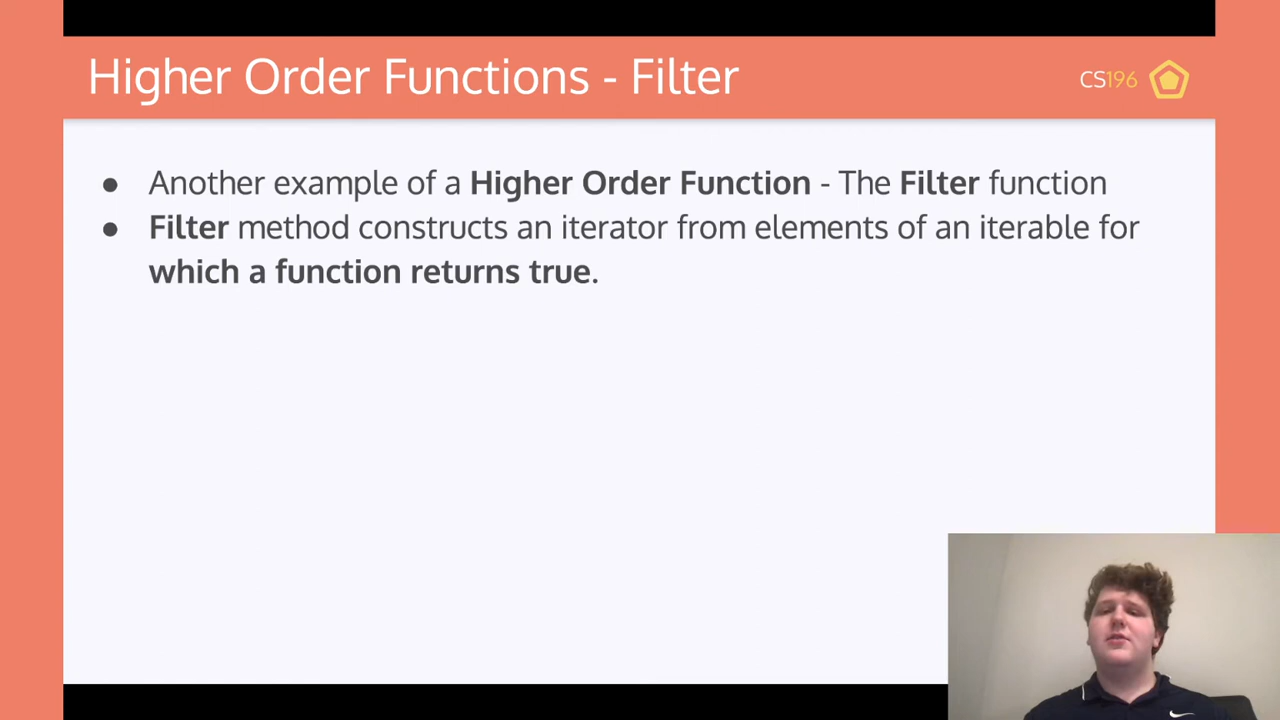 Higher Order Functions - Filter
CS196
● Another example of a Higher Order Function - The Filter function
● Filter method constructs an iterator from elements of an iterable for
which a function returns true.